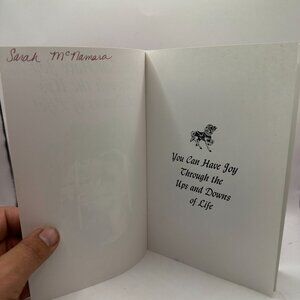 Sarah McNamara
You Can Have Joy
Through the
Ups and Downs
of Life